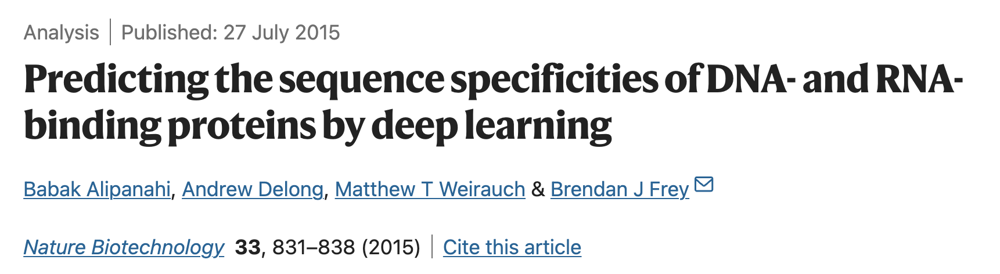 Analysis | Published: 27 July 2015
Predicting the sequence specificities of DNA- and RNA-
binding proteins by deep learning
Babak Alipanahi, Andrew Delong, Matthew T Weirauch & Brendan J Frey
Nature Biotechnology 33, 831–838 (2015) | Cite this article